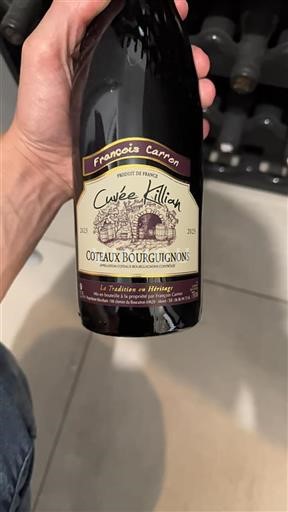 François Carron
PRODUIT DE FRANCE
Cuvée Killian
2023 2023
COTEAUX BOURGUIGNONS
APPELLATION COTEAUX BOURGUIGNONS CONTRÔLÉE
La Tradition en Héritage
Mis en bouteille à la propriété par François Carron